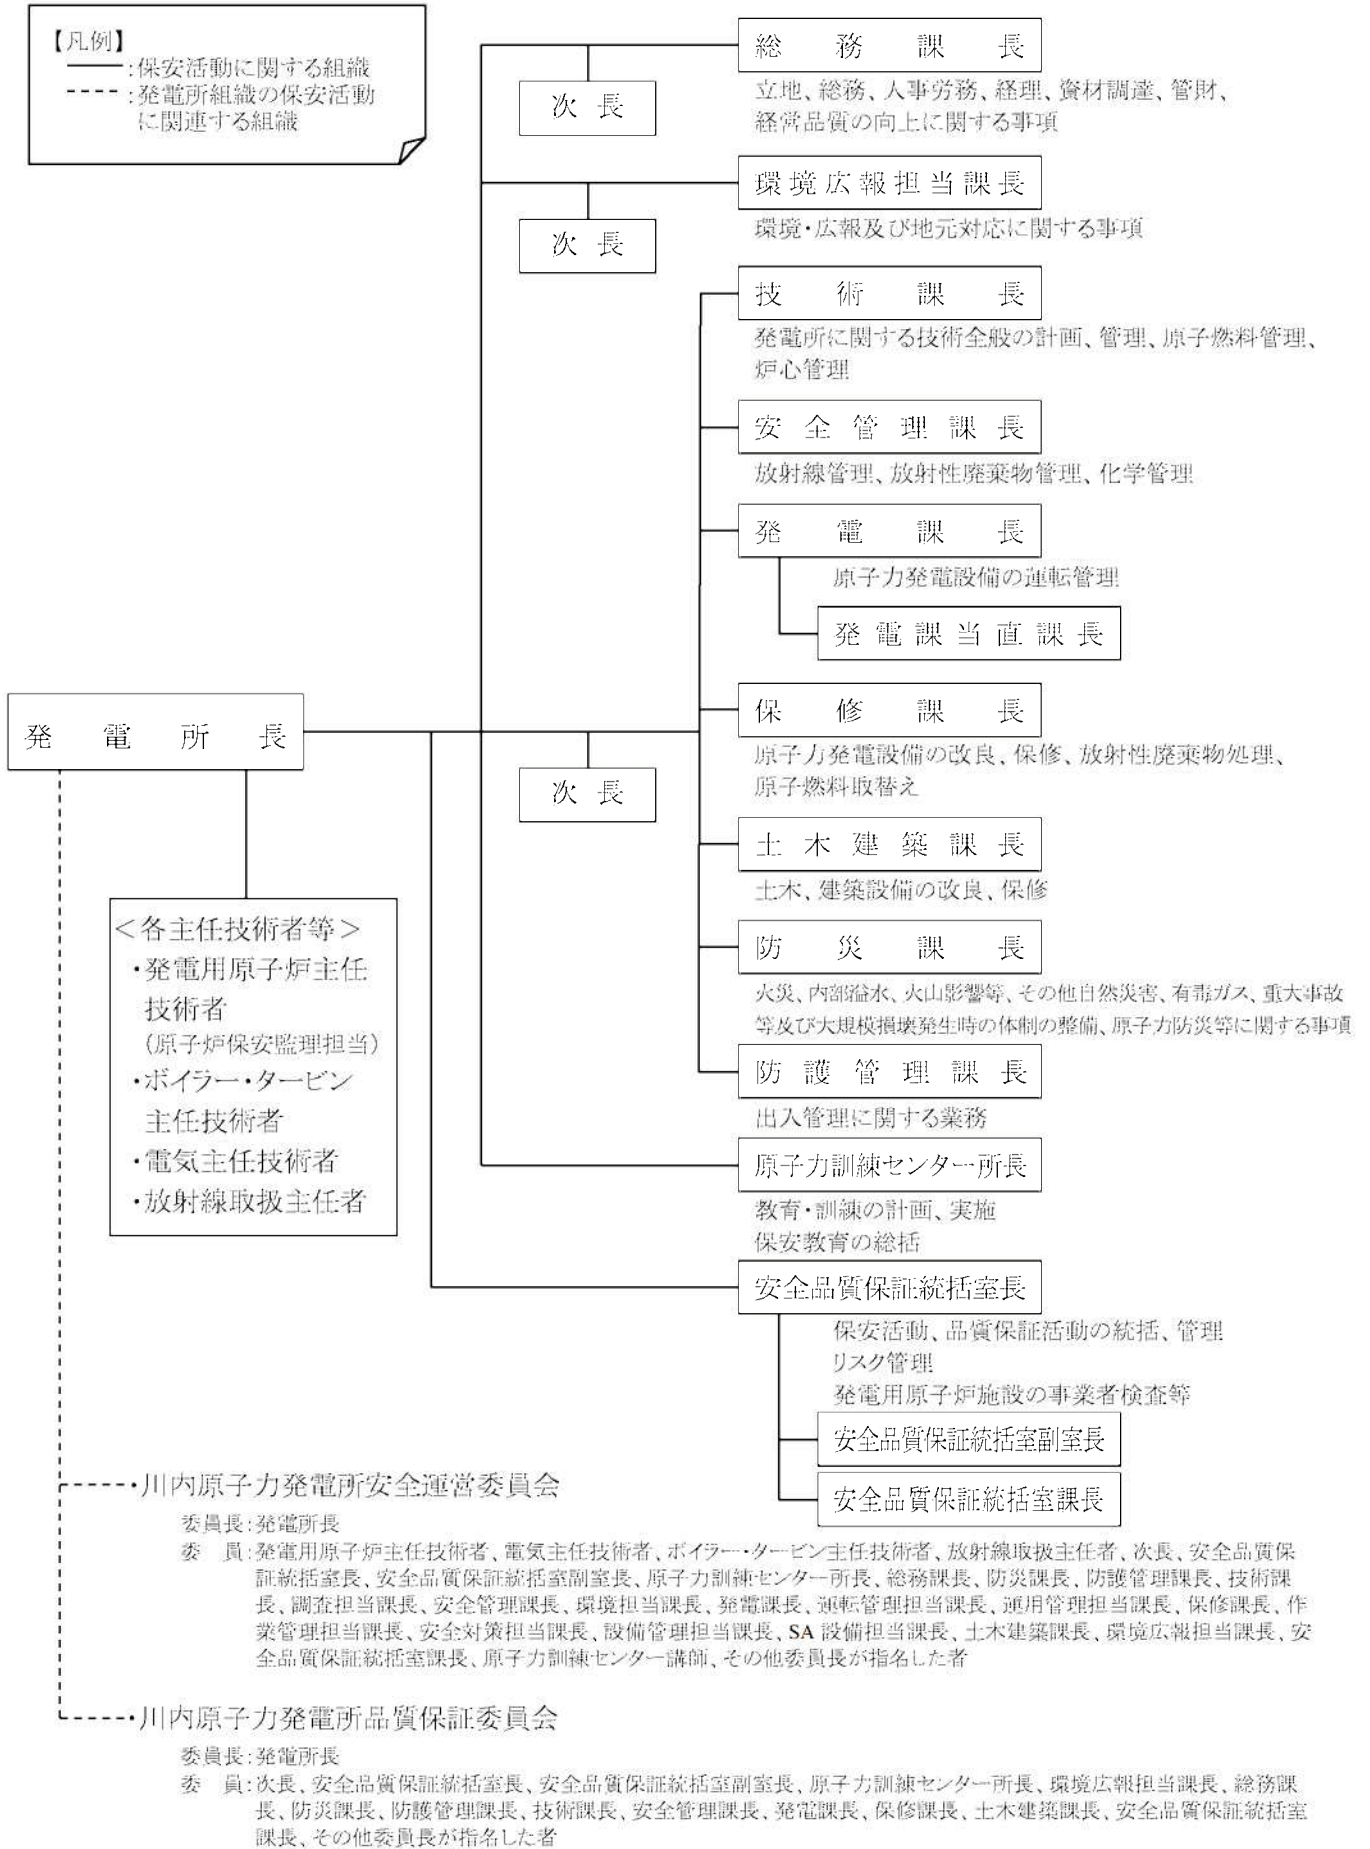 【凡例】
:保安活動に関する組織
:発電所組織の保安活動
に関連する組織
総務課長
次長
立地、総務、人事労務、経理、資材調達、管財、
経営品質の向上に関する事項
環境広報担当課長
次長
環境・広報及び地元対応に関する事項
技術課長
発電所に関する技術全般の計画、管理、原子燃料管理、
炉心管理
安全管理課長
放射線管理、放射性廃棄物管理、化学管理
発電課長
原子力発電設備の運転管理
発電課当直課長
発電所長
保修課長
原子力発電設備の改良、保修、放射性廃棄物処理、
原子燃料取替え
次長
土木建築課長
土木、建築設備の改良、保修
防災課長
火災、内部溢水、火山影響等、その他自然災害、有毒ガス、重大事故
等及び大規模損壊発生時の体制の整備、原子力防災等に関する事項
防護管理課長
出入管理に関する業務
原子力訓練センター所長
教育・訓練の計画、実施
保安教育の総括
安全品質保証統括室長
保安活動、品質保証活動の統括、管理
リスク管理
発電用原子炉施設の事業者検査等
安全品質保証統括室副室長
安全品質保証統括室課長
＜各主任技術者等＞
・発電用原子炉主任
技術者
（原子炉保安監理担当）
・ボイラー・タービン
主任技術者
・電気主任技術者
・放射線取扱主任者
・川内原子力発電所安全運営委員会
委員長:発電所長
委　員:発電用原子炉主任技術者、電気主任技術者、ボイラー・タービン主任技術者、放射線取扱主任者、次長、安全品質保
証統括室長、安全品質保証統括室副室長、原子力訓練センター所長、総務課長、防災課長、防護管理課長、技術課
長、調査担当課長、安全管理課長、環境担当課長、発電課長、運転管理担当課長、運用管理担当課長、保修課長、作
業管理担当課長、安全対策担当課長、設備管理担当課長、SA 設備担当課長、土木建築課長、環境広報担当課長、安
全品質保証統括室課長、原子力訓練センター講師、その他委員長が指名した者
・川内原子力発電所品質保証委員会
委員長:発電所長
委　員:次長、安全品質保証統括室長、安全品質保証統括室副室長、原子力訓練センター所長、環境広報担当課長、総務課
長、防災課長、防護管理課長、技術課長、安全管理課長、発電課長、保修課長、土木建築課長、安全品質保証統括室
課長、その他委員長が指名した者